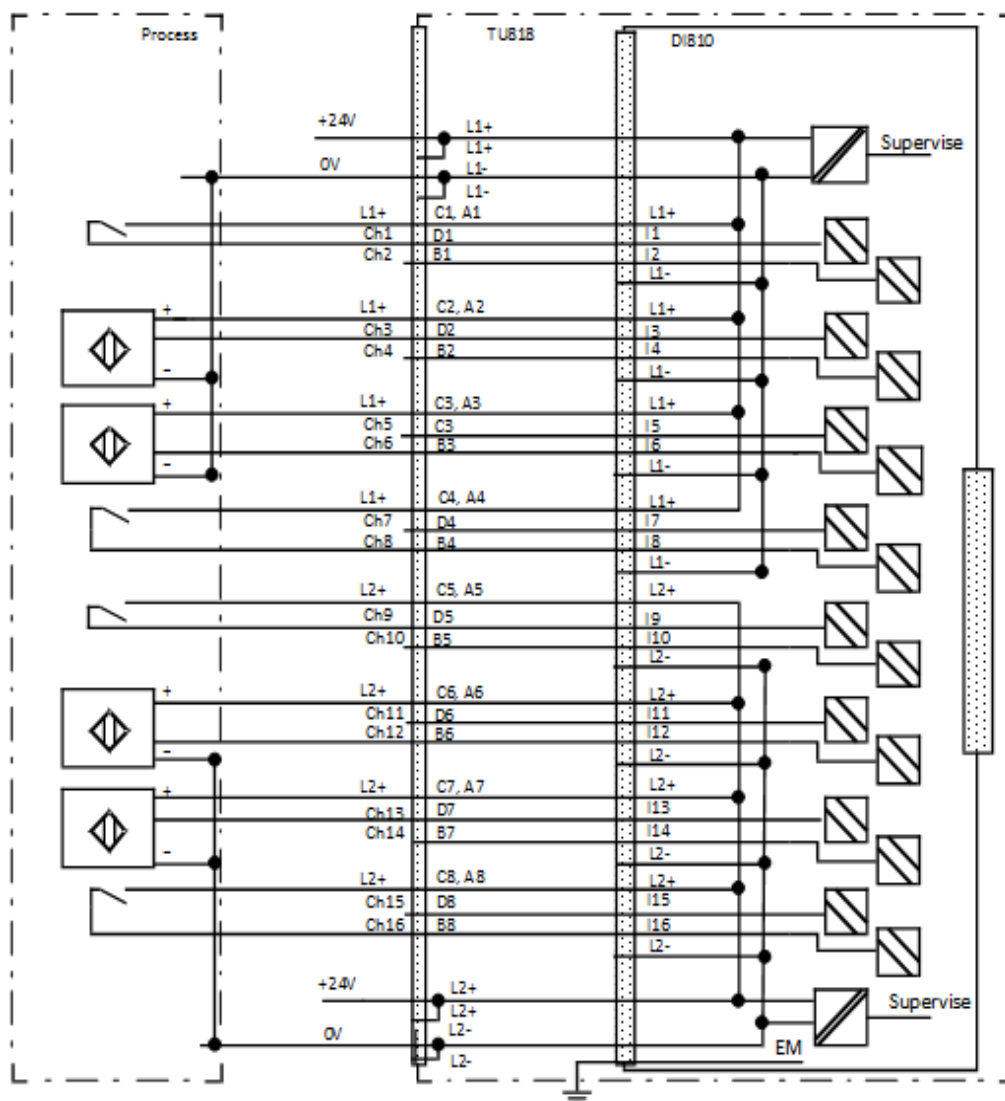 Process TU818 DI810
+24V L1+
L1+ Supervise
0V L1-
L1-
L1+ C1, A1 L1+
Ch1 D1 I1
Ch2 B1 I2
L1-
+ L1+ C2, A2 L1+
Ch3 D2 I3
Ch4 B2 I4
- L1-
+ L1+ C3, A3 L1+
Ch5 C3 I5
Ch6 B3 I6
- L1-
L1+ C4, A4 L1+
Ch7 D4 I7
Ch8 B4 I8
L1-
L2+ C5, A5 L2+
Ch9 D5 I9
Ch10 B5 I10
L2-
+ L2+ C6, A6 L2+
Ch11 D6 I11
Ch12 B6 I12
- L2-
+ L2+ C7, A7 L2+
Ch13 D7 I13
Ch14 B7 I14
- L2-
L2+ C8, A8 L2+
Ch15 D8 I15
Ch16 B8 I16
L2-
+24V L2+
L2+ Supervise
0V L2-
L2- EM